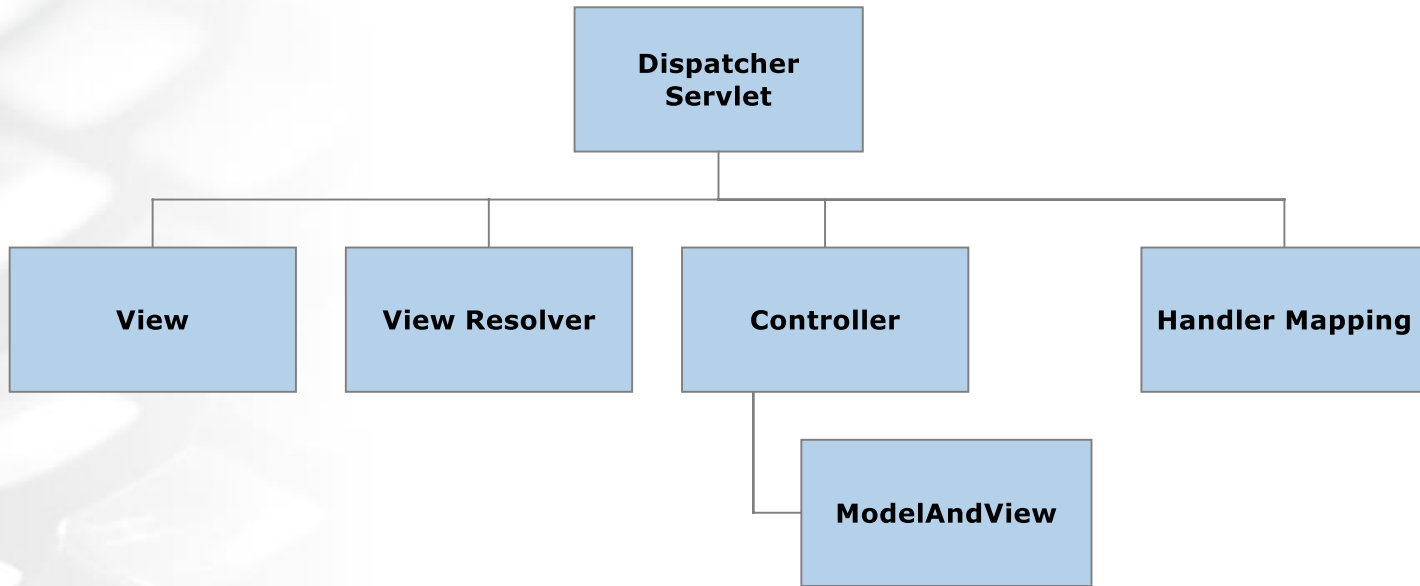 Dispatcher
Servlet
View
View Resolver
Controller
Handler Mapping
ModelAndView